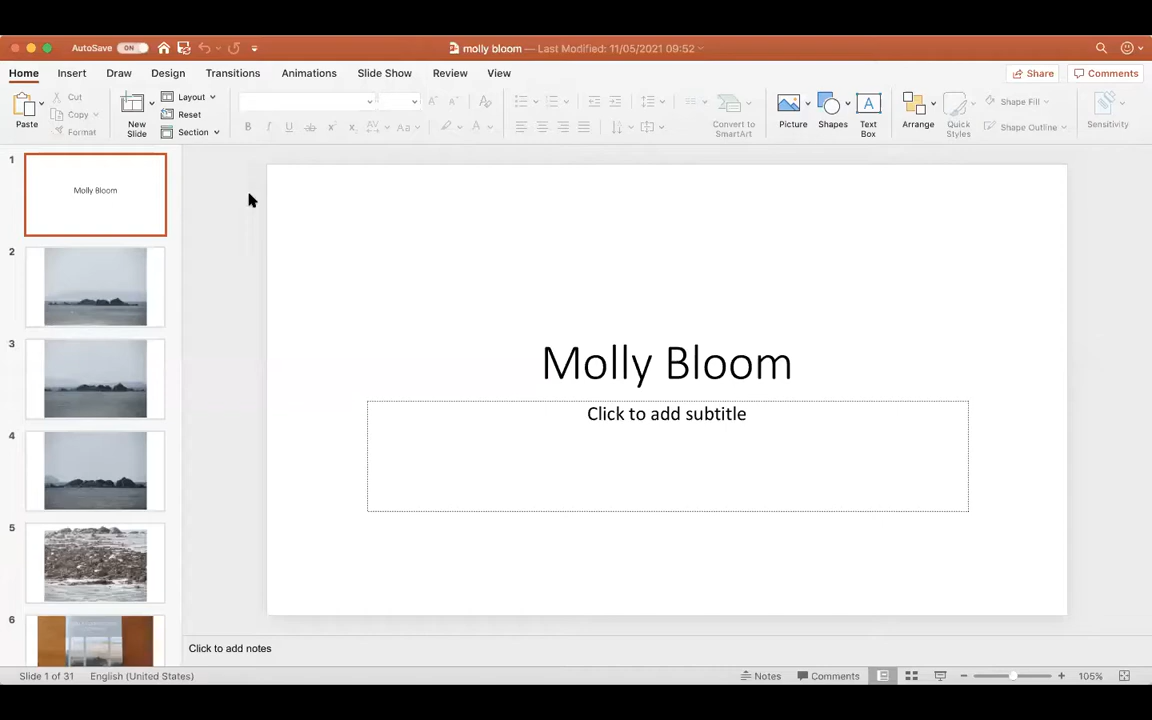 AutoSave ON molly bloom — Last Modified: 11/05/2021 09:52
Home Insert Draw Design Transitions Animations Slide Show Review View Share Comments
Paste Cut Copy Format
New Slide Layout Reset Section
B I U ab X X AV Aa A
Convert to SmartArt
Picture Shapes Text Box Arrange Quick Styles
Shape Fill
Shape Outline
Sensitivity
1
Molly Bloom
2
3
4
5
6
Molly Bloom
Click to add subtitle
Click to add notes
Slide 1 of 31 English (United States) Notes Comments 105%